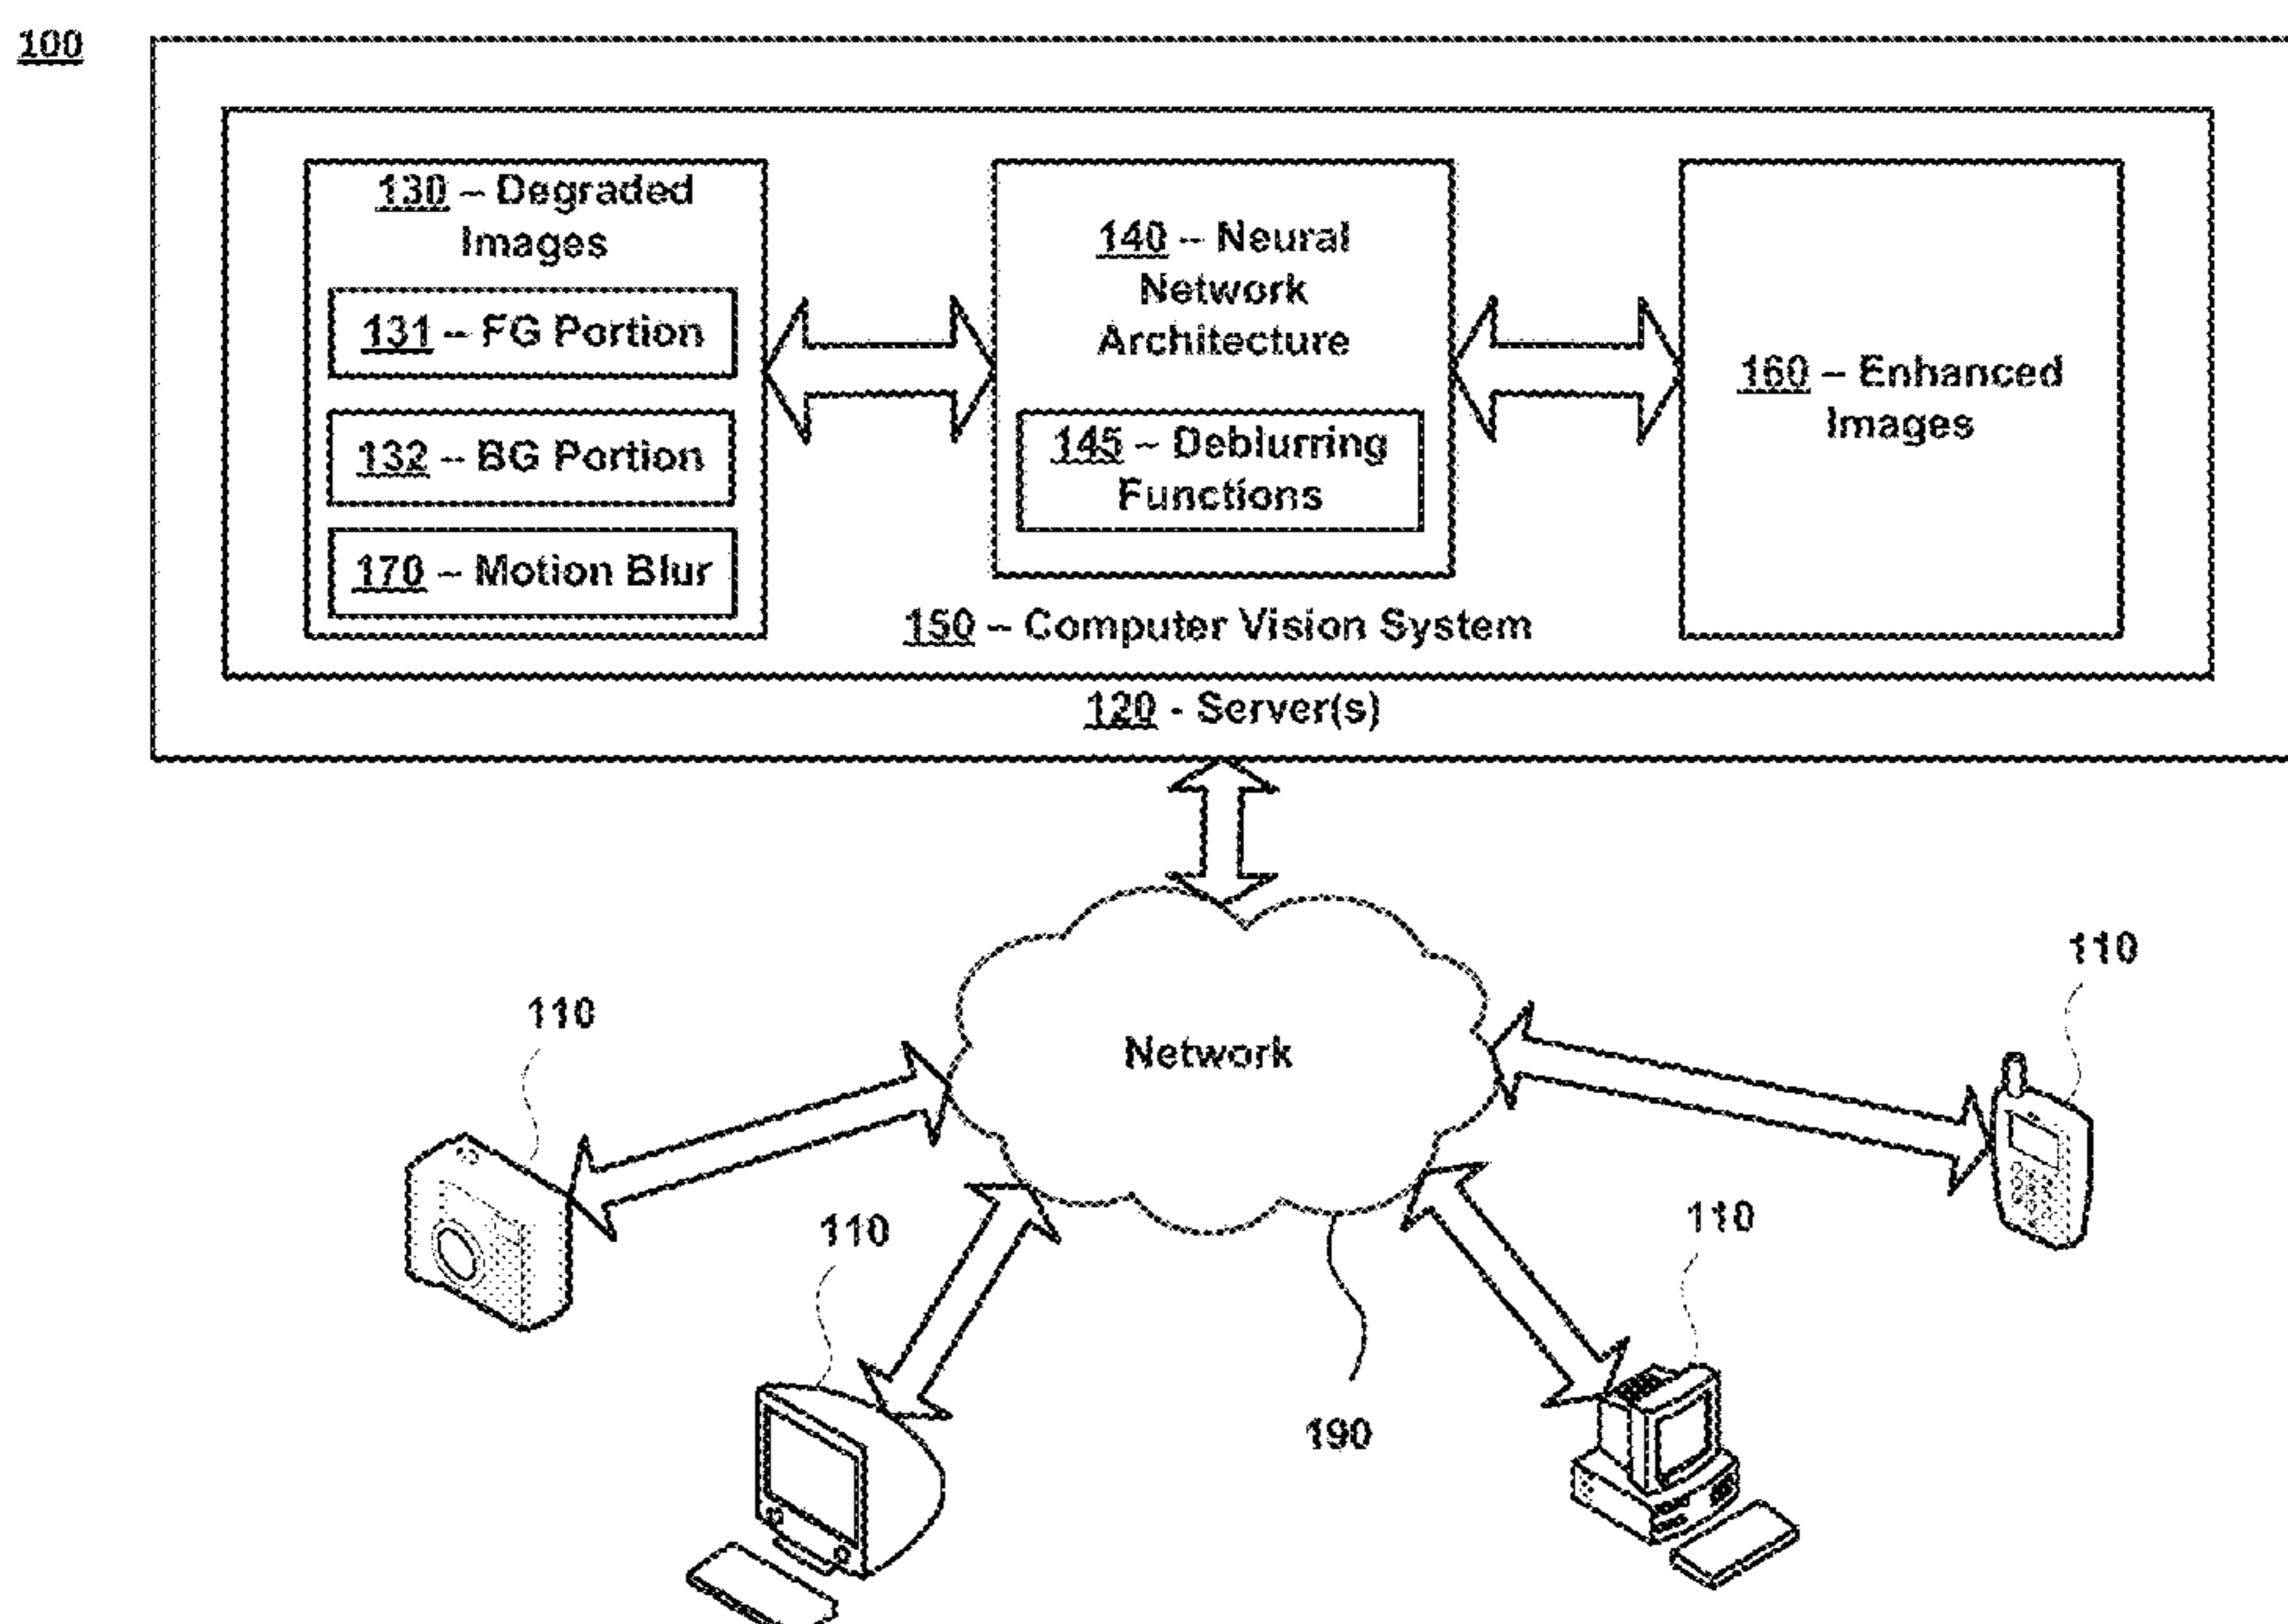 100
130 – Degraded
Images
131 – FG Portion
132 – BG Portion
170 – Motion Blur
140 – Neural
Network
Architecture
145 – Deblurring
Functions
160 – Enhanced
Images
150 – Computer Vision System
120 - Server(s)
Network
110
110
110
110
190